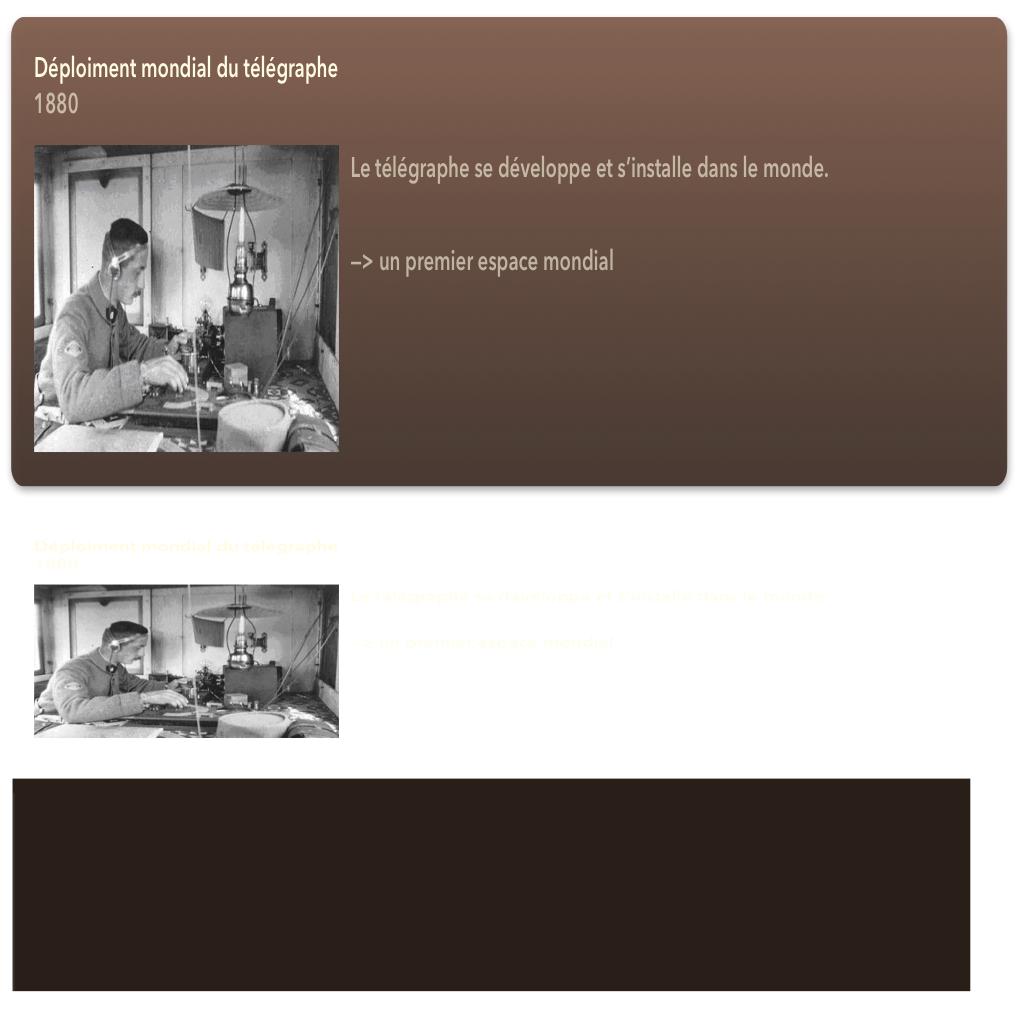 Déploiment mondial du télégraphe
1880
Le télégraphe se développe et s’installe dans le monde.
–> un premier espace mondial
Déploiment mondial du télégraphe
1880
Le télégraphe se développe et s’installe dans le monde.
–> un premier espace mondial